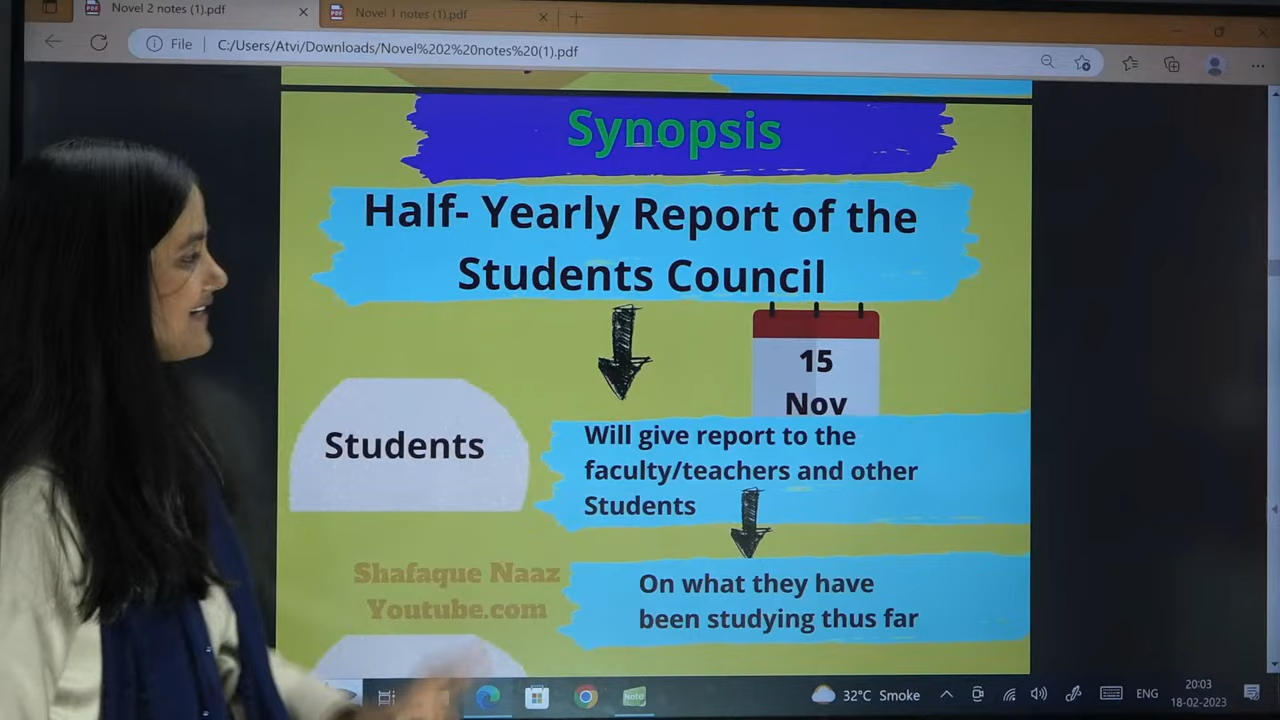 Novel 2 notes (1).pdf
Novel 1 notes (1).pdf
File
C:/Users/Atvi/Downloads/Novel%202%20notes%20(1).pdf
Synopsis
Half- Yearly Report of the
Students Council
15
Nov
Students
Will give report to the
faculty/teachers and other
Students
Shafaque Naaz
Youtube.com
On what they have
been studying thus far
Note
32°C Smoke
ENG
20:03
18-02-2023